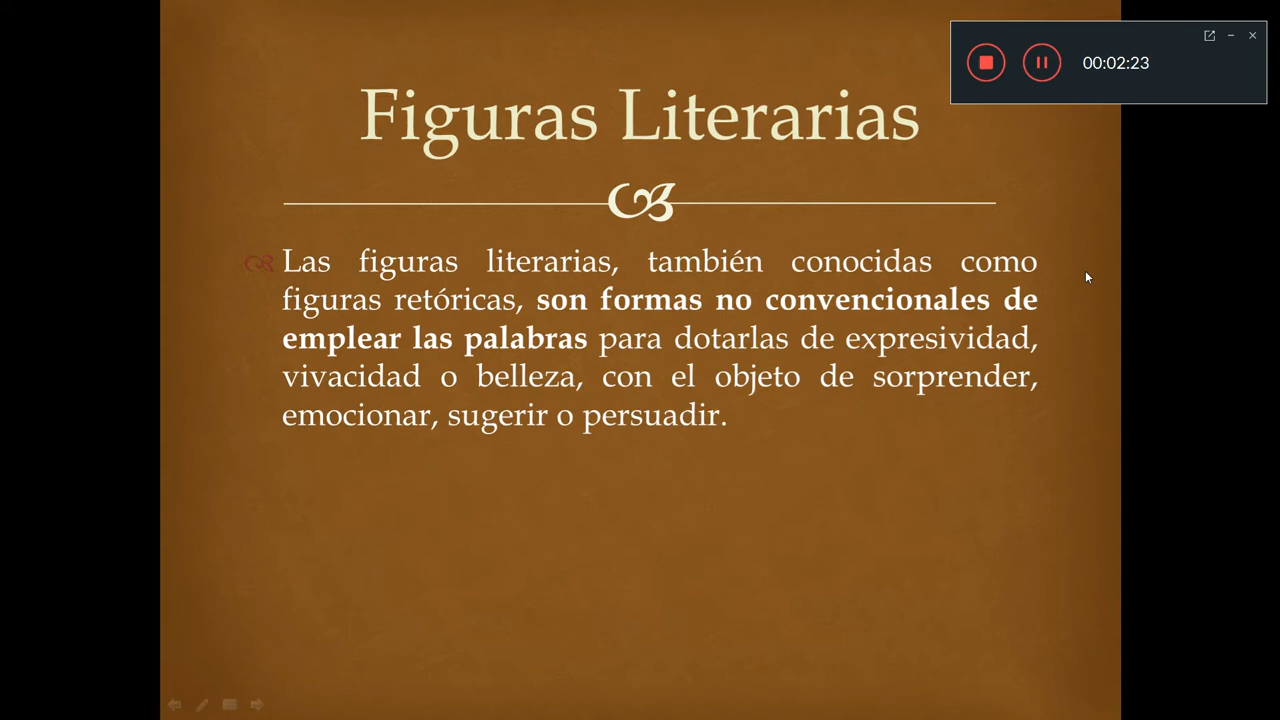 Figuras Literarias
00:02:23
Las figuras literarias, también conocidas como
figuras retóricas, son formas no convencionales de
emplear las palabras para dotarlas de expresividad,
vivacidad o belleza, con el objeto de sorprender,
emocionar, sugerir o persuadir.